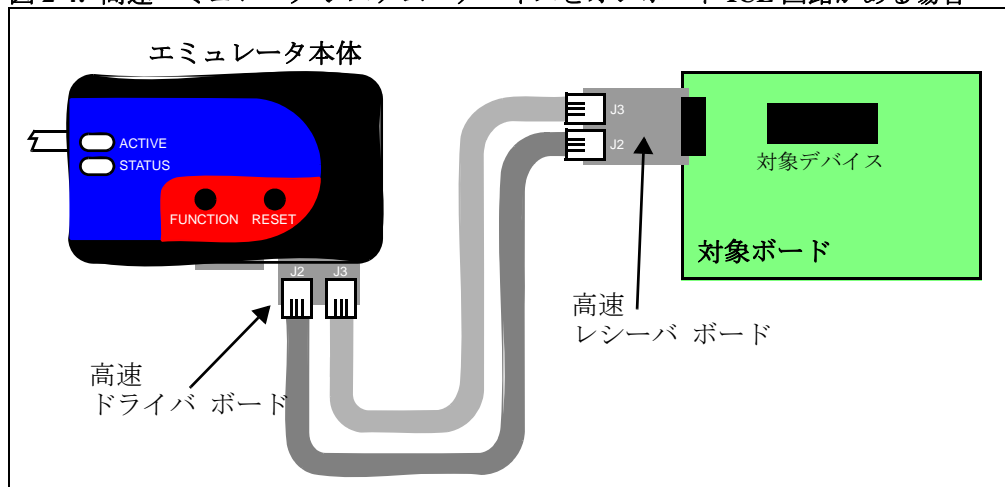 エミュレータ本体
ACTIVE
STATUS
FUNCTION RESET
J2 J3
高速
ドライバ ボード
J3
J2
高速
レシーバ ボード
対象デバイス
対象ボード